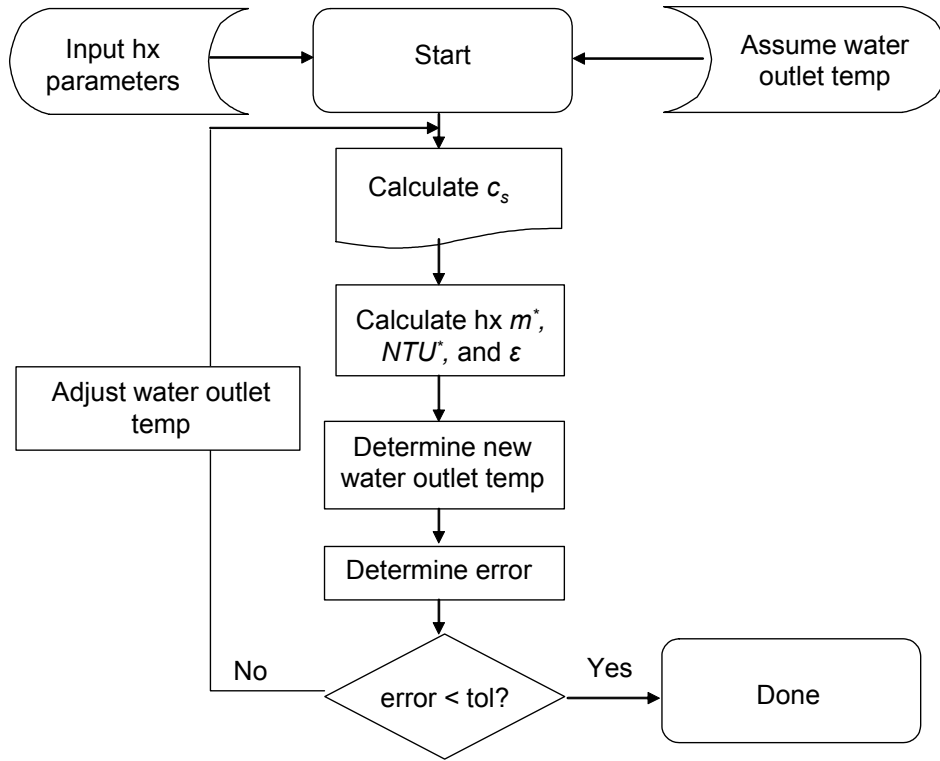 Input hx
parameters
Start
Assume water
outlet temp
Calculate c_s
Calculate hx m*,
NTU*, and ε
Adjust water outlet
temp
Determine new
water outlet temp
Determine error
No
error < tol?
Yes
Done